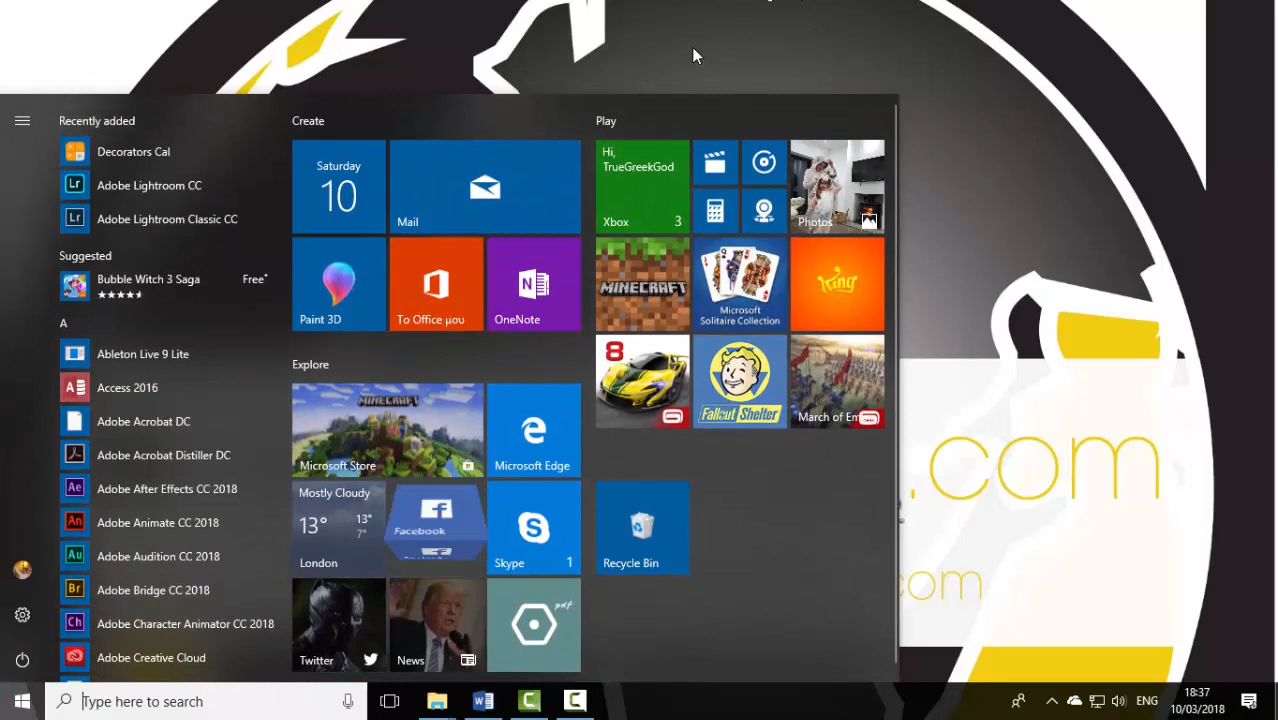 Recently added
Decorators Cal
Adobe Lightroom CC
Adobe Lightroom Classic CC
Suggested
Bubble Witch 3 Saga
Free+
A
Ableton Live 9 Lite
Access 2016
Adobe Acrobat DC
Adobe Acrobat Distiller DC
Adobe After Effects CC 2018
Adobe Animate CC 2018
Adobe Audition CC 2018
Adobe Bridge CC 2018
Adobe Character Animator CC 2018
Adobe Creative Cloud
Create
Saturday
10
Mail
Paint 3D
Το Office μου
OneNote
Explore
MINECRAFT
Microsoft Store
Microsoft Edge
Mostly Cloudy
13° 13°
7°
London
Facebook
Skype 1
Twitter
News
pdf
Play
Hi,
TrueGreekGod
Xbox 3
Photos
MINECRAFT
Microsoft
Solitaire Collection
King
8
Fallout Shelter
March of Em
Recycle Bin
.com
com
Type here to search
ENG
18:37
10/03/2018